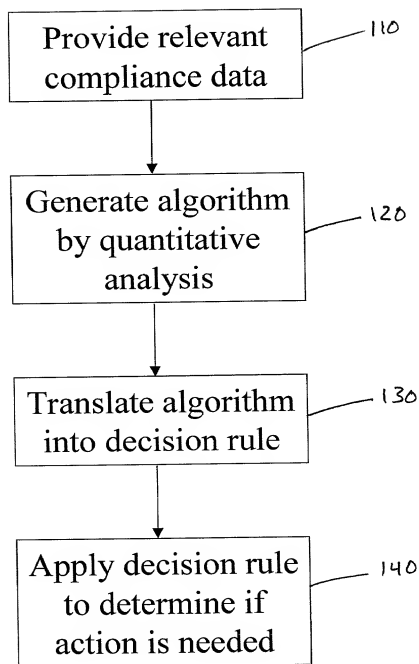 Provide relevant
compliance data
110
Generate algorithm
by quantitative
analysis
120
Translate algorithm
into decision rule
130
Apply decision rule
to determine if
action is needed
140